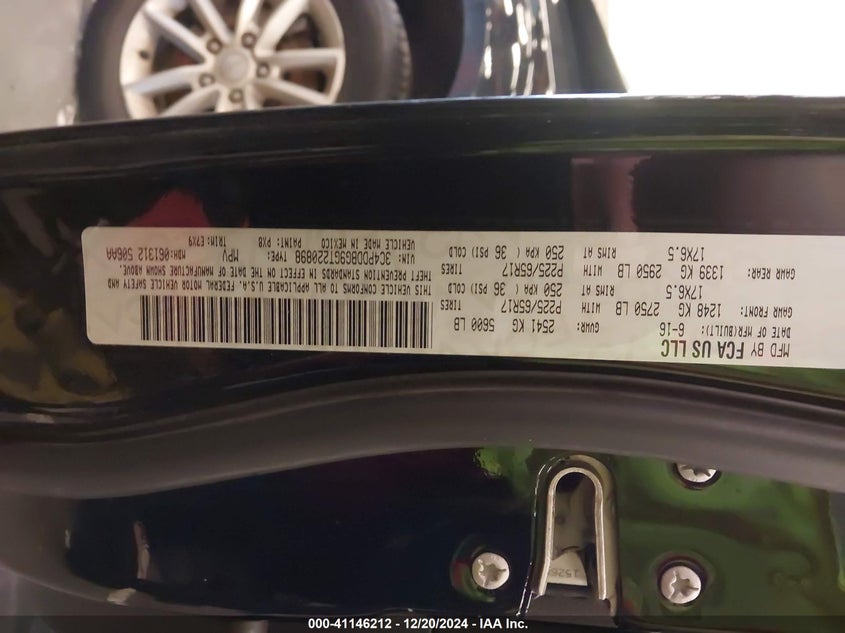 MFD BY FCA US LLC
DATE OF MFR(BUILT): 6-16 GVWR: 2541 KG 5600 LB
GAWR FRONT: 1248 KG 2750 LB WITH P225/65R17 TIRES
17X6.5 RIMS AT 250 KPA ( 36 PSI) COLD
GAWR REAR: 1339 KG 2950 LB WITH P225/65R17 TIRES
17X6.5 RIMS AT 250 KPA ( 36 PSI) COLD
THIS VEHICLE CONFORMS TO ALL APPLICABLE U.S.A. FEDERAL MOTOR VEHICLE SAFETY AND
THEFT PREVENTION STANDARDS IN EFFECT ON THE DATE OF MANUFACTURE SHOWN ABOVE.
VIN: TYPE: MPV MDH:061312 506AA
VEHICLE MADE IN MEXICO PAINT: PX8 TRIM:E7X9
000-41146212 - 12/20/2024 - IAA Inc.